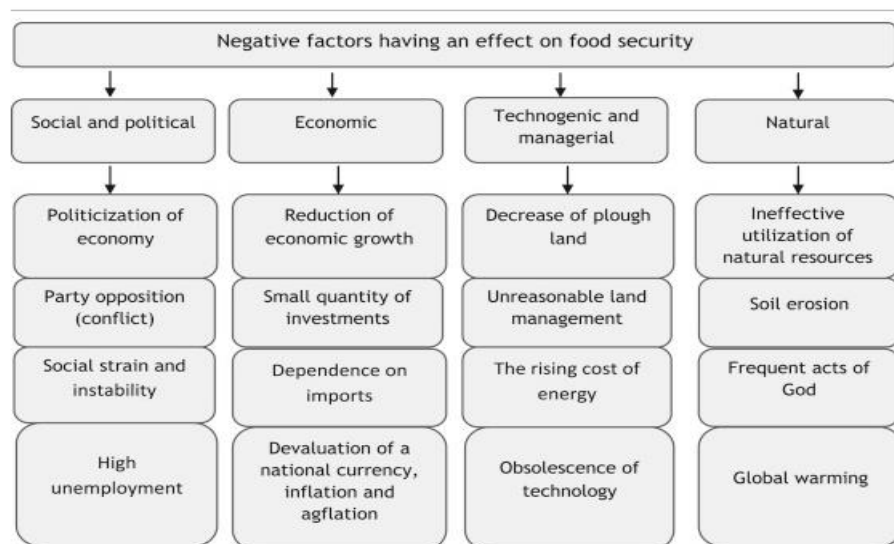 Negative factors having an effect on food security
Social and political
Economic
Technogenic and
managerial
Natural
Politicization of
economy
Reduction of
economic growth
Decrease of plough
land
Ineffective
utilization of
natural resources
Party opposition
(conflict)
Small quantity of
investments
Unreasonable land
management
Soil erosion
Social strain and
instability
Dependence on
imports
The rising cost of
energy
Frequent acts of
God
High
unemployment
Devaluation of a
national currency,
inflation and
agflation
Obsolescence of
technology
Global warming